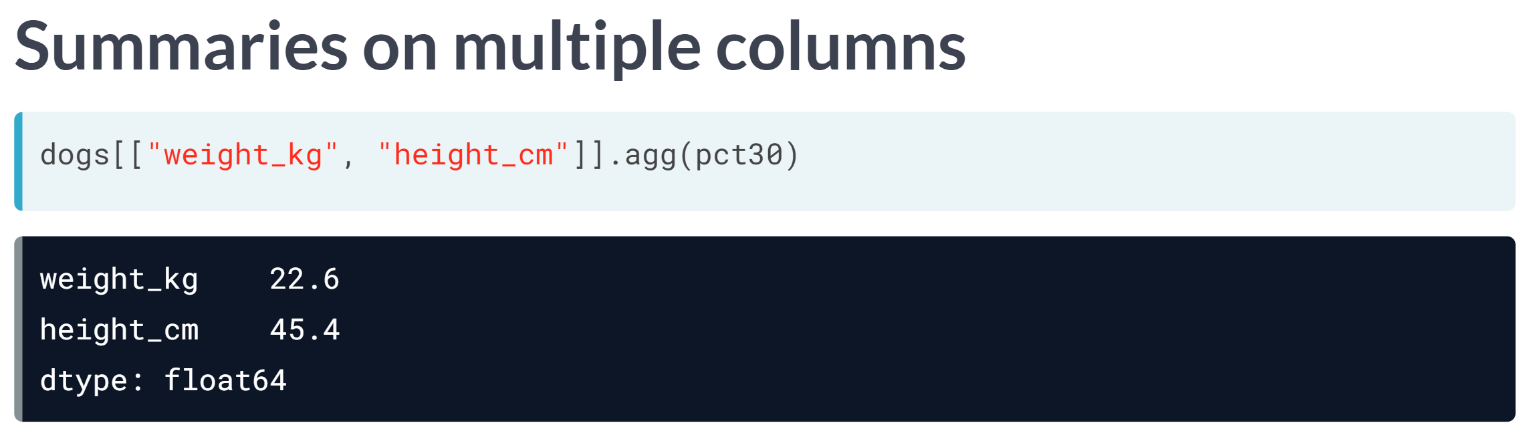 Summaries on multiple columns
dogs[["weight_kg", "height_cm"]].agg(pct30)
weight_kg    22.6
height_cm    45.4
dtype: float64